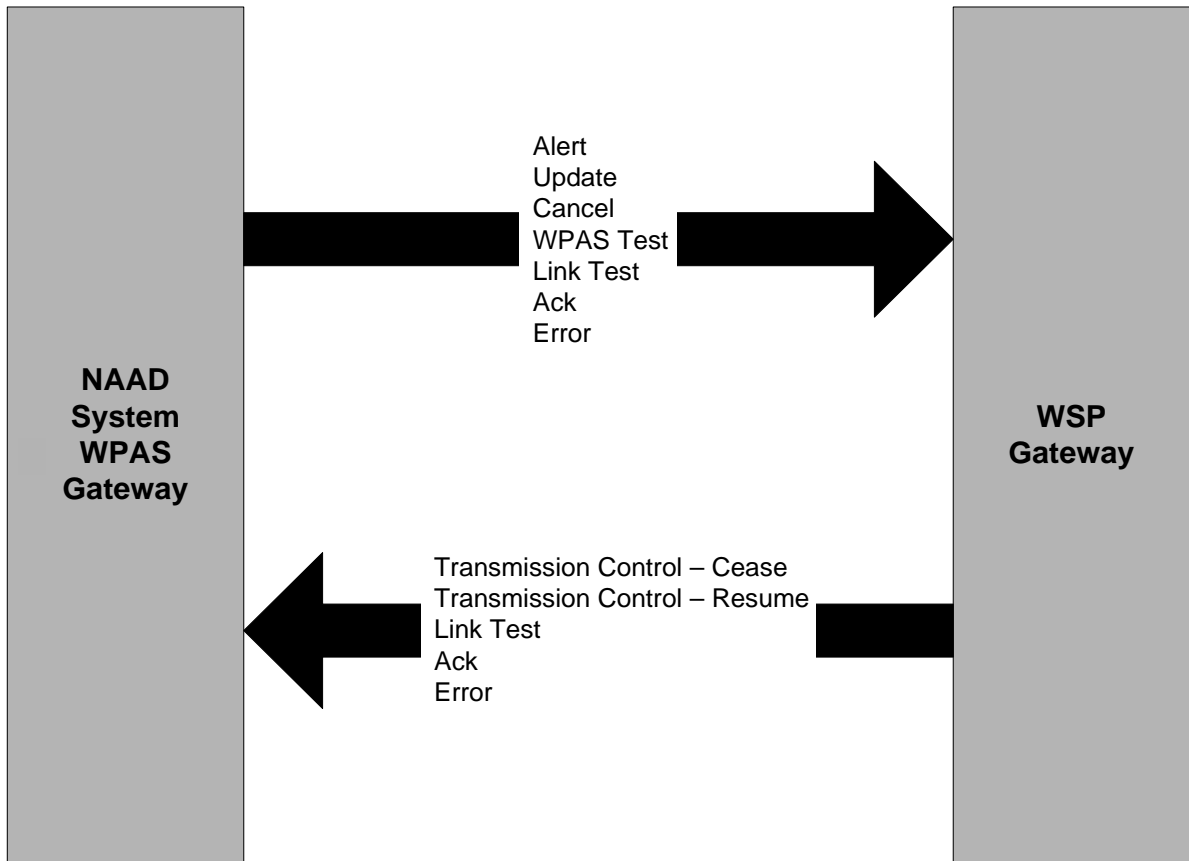 Alert
Update
Cancel
WPAS Test
Link Test
Ack
Error
NAAD
System
WPAS
Gateway
WSP
Gateway
Transmission Control – Cease
Transmission Control – Resume
Link Test
Ack
Error